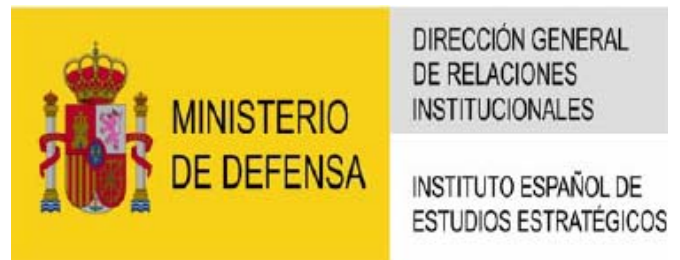 MINISTERIO
DE DEFENSA
DIRECCIÓN GENERAL
DE RELACIONES
INSTITUCIONALES
INSTITUTO ESPAÑOL DE
ESTUDIOS ESTRATÉGICOS